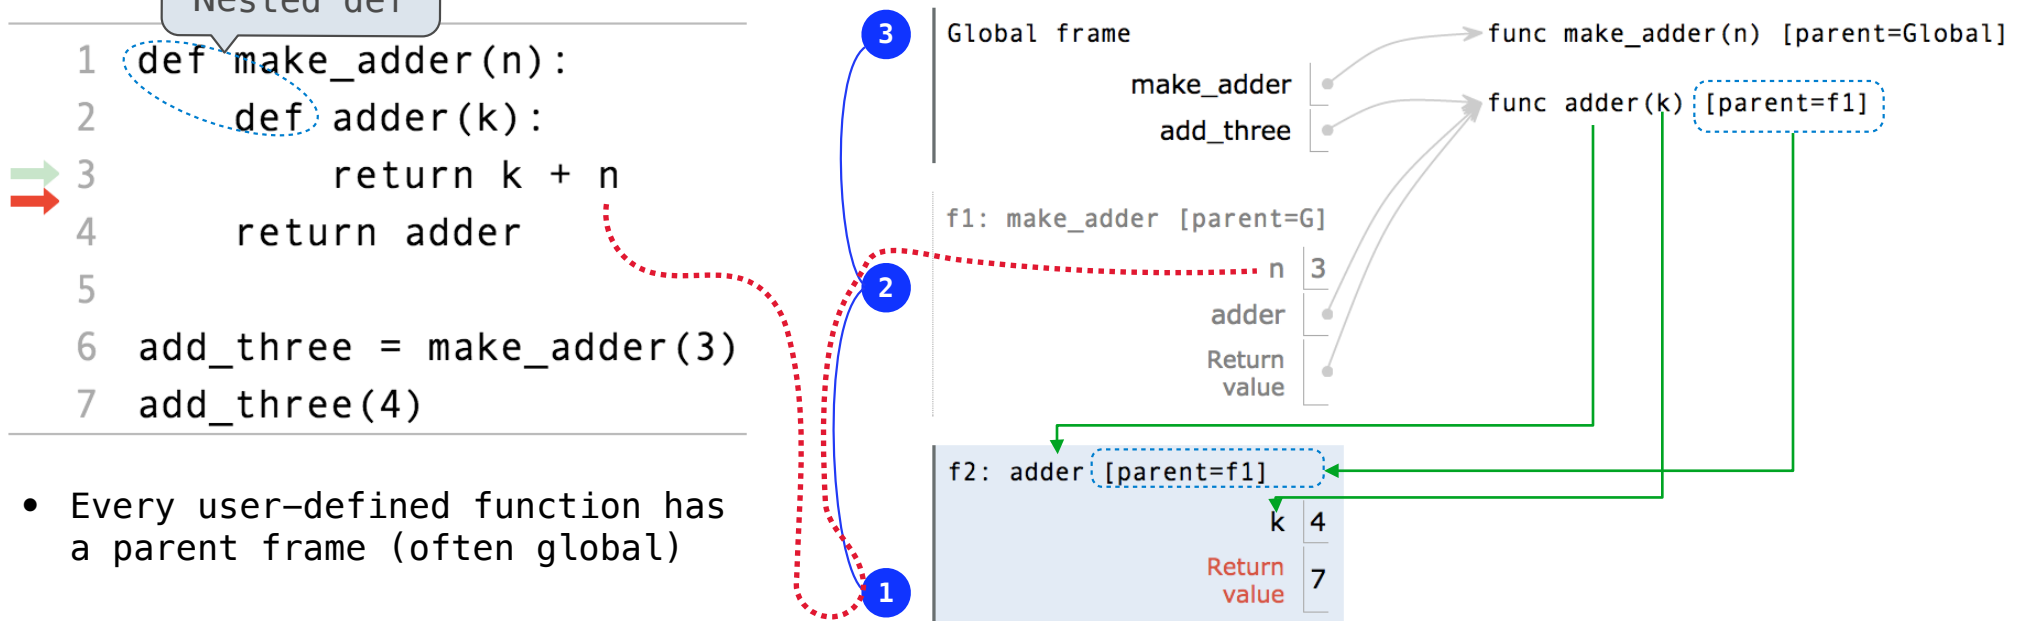 Nested def
1 def make_adder(n):
2     def adder(k):
3         return k + n
4     return adder
5
6 add_three = make_adder(3)
7 add_three(4)
• Every user–defined function has
a parent frame (often global)
3
2
1
Global frame
make_adder
add_three
func make_adder(n) [parent=Global]
func adder(k) [parent=f1]
f1: make_adder [parent=G]
n 3
adder
Return
value
f2: adder [parent=f1]
k 4
Return
value 7